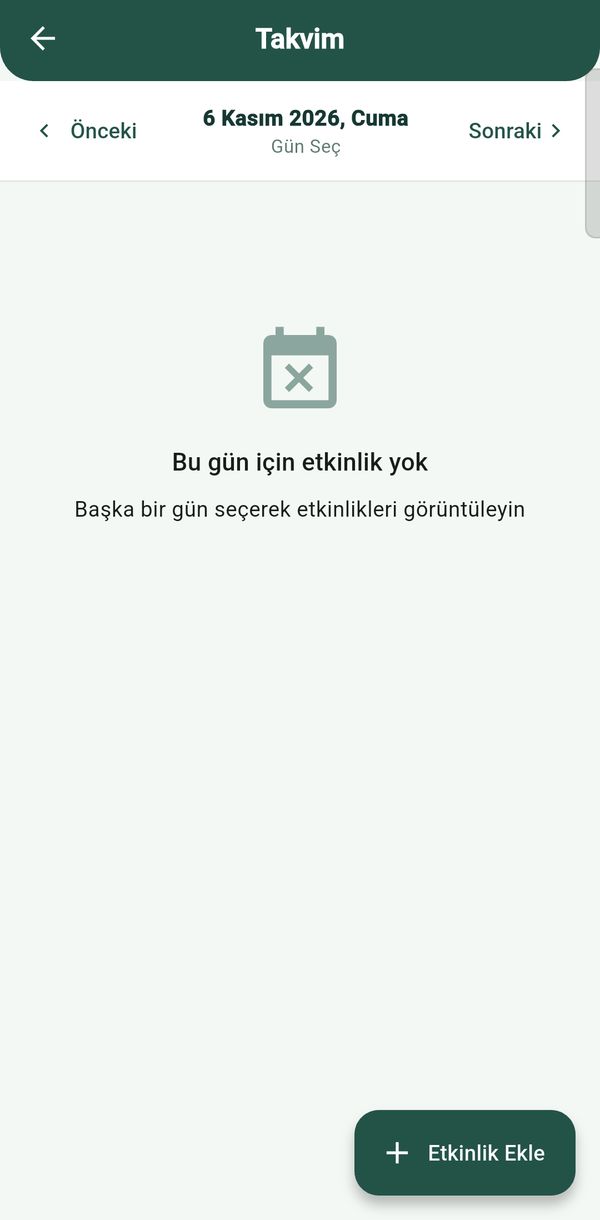 Takvim
Önceki
6 Kasım 2026, Cuma
Gün Seç
Sonraki
Bu gün için etkinlik yok
Başka bir gün seçerek etkinlikleri görüntüleyin
Etkinlik Ekle